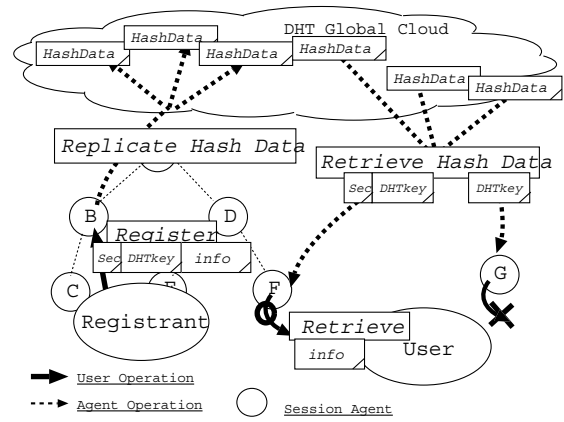 DHT Global Cloud
HashData
HashData
HashData
HashData
HashData
HashData
Replicate Hash Data
Retrieve Hash Data
Sec DHTkey
DHTkey
B
D
Register
Sec DHTkey info
C
F
G
Registrant
Retrieve
info
User
User Operation
Agent Operation
Session Agent